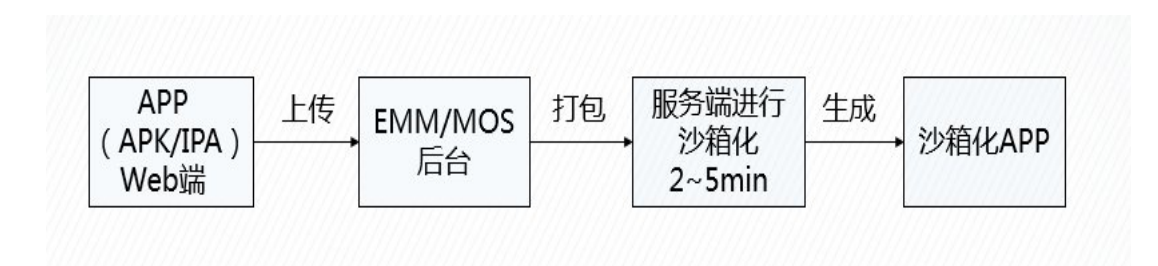 APP
（APK/IPA）
Web端
上传
EMM/MOS
后台
打包
服务端进行
沙箱化
2~5min
生成
沙箱化APP